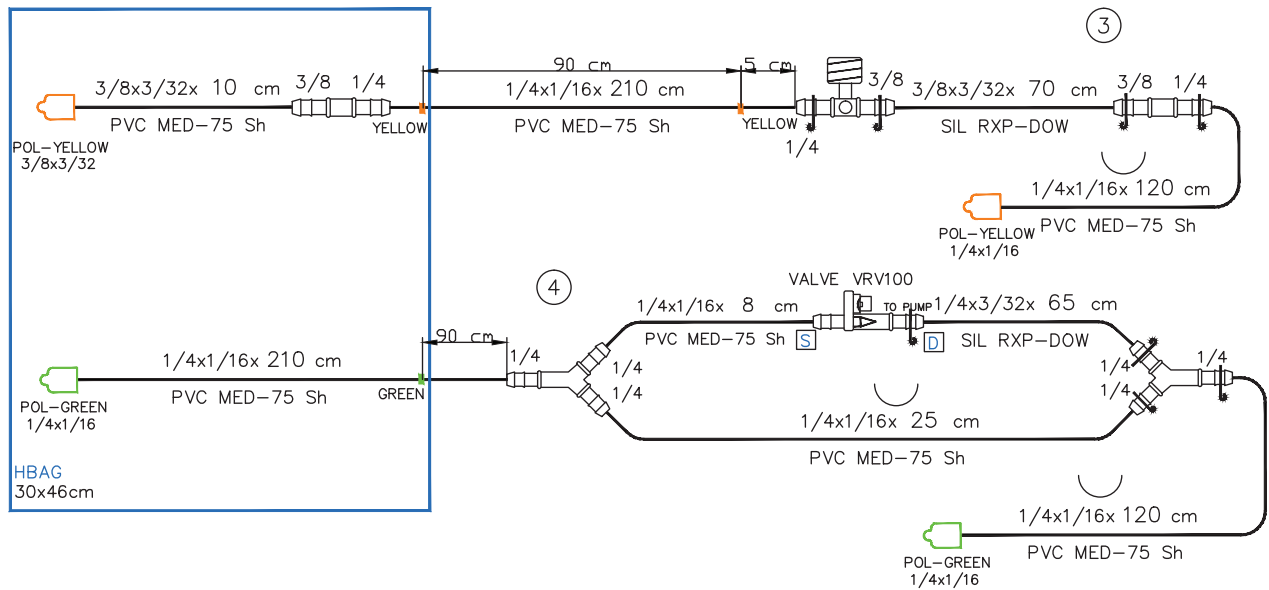 3
90 cm
5 cm
3/8x3/32x 10 cm
3/8 1/4
1/4x1/16x 210 cm
3/8
3/8x3/32x 70 cm
3/8 1/4
PVC MED-75 Sh
YELLOW
PVC MED-75 Sh
YELLOW
SIL RXP-DOW
1/4
POL-YELLOW
3/8x3/32
1/4x1/16x 120 cm
PVC MED-75 Sh
POL-YELLOW
1/4x1/16
4
VALVE VRV100
1/4x1/16x 8 cm
TO PUMP
1/4x3/32x 65 cm
PVC MED-75 Sh
S
D
SIL RXP-DOW
90 cm
1/4x1/16x 210 cm
1/4
1/4
1/4
1/4
1/4
1/4
PVC MED-75 Sh
GREEN
POL-GREEN
1/4x1/16
1/4x1/16x 25 cm
PVC MED-75 Sh
HBAG
30x46cm
1/4x1/16x 120 cm
PVC MED-75 Sh
POL-GREEN
1/4x1/16